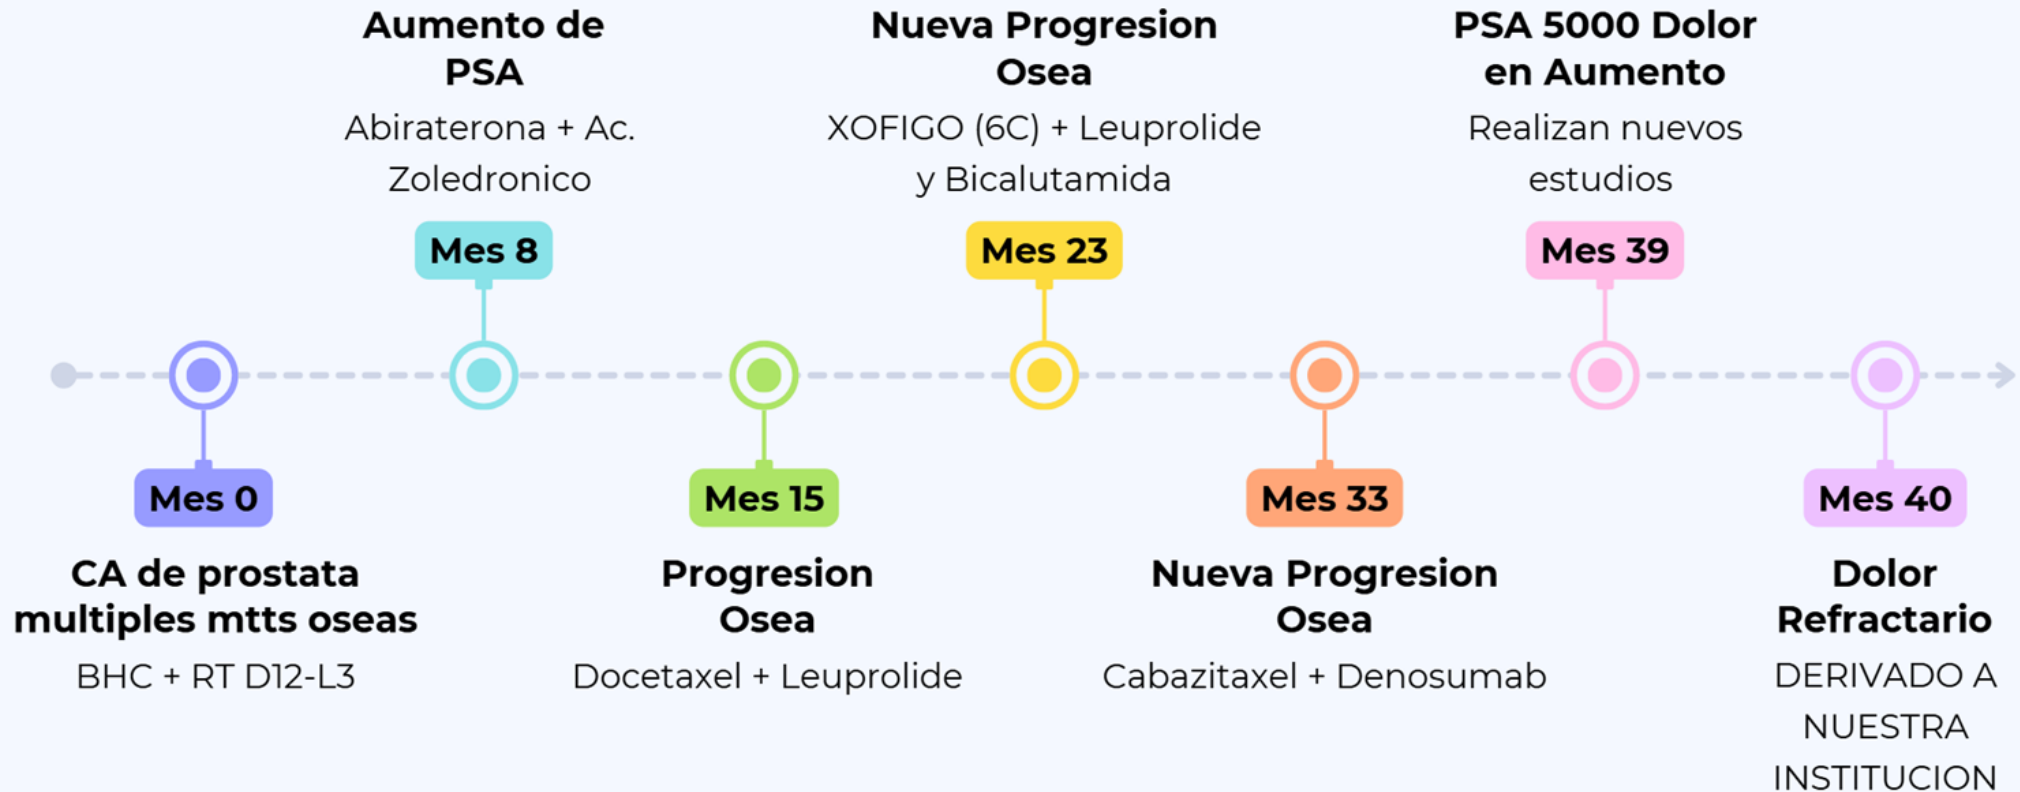 Aumento de
PSA
Abiraterona + Ac.
Zoledronico
Mes 8
Nueva Progresion
Osea
XOFIGO (6C) + Leuprolide
y Bicalutamida
Mes 23
PSA 5000 Dolor
en Aumento
Realizan nuevos
estudios
Mes 39
Mes 0
CA de prostata
multiples mtts oseas
BHC + RT D12-L3
Mes 15
Progresion
Osea
Docetaxel + Leuprolide
Mes 33
Nueva Progresion
Osea
Cabazitaxel + Denosumab
Mes 40
Dolor
Refractario
DERIVADO A
NUESTRA
INSTITUCION